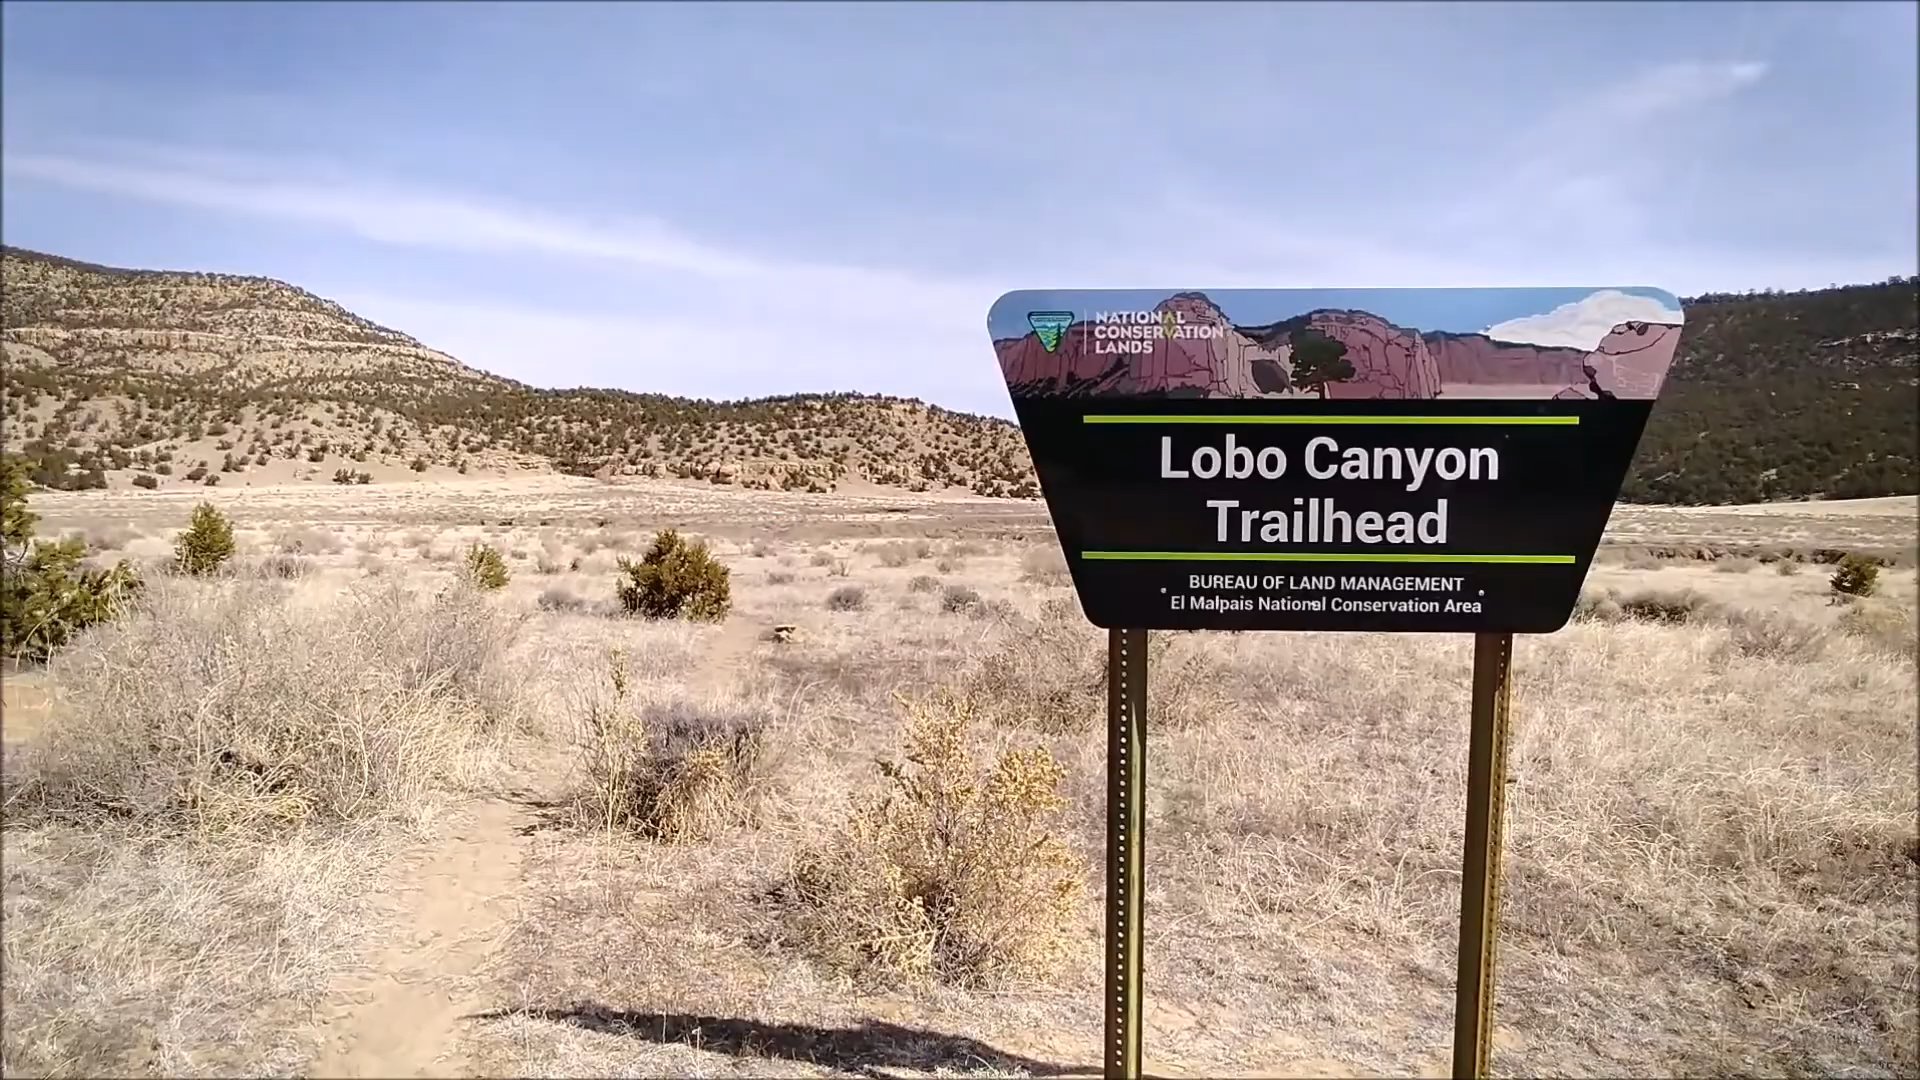 NATIONAL
CONSERVATION
LANDS
Lobo Canyon
Trailhead
BUREAU OF LAND MANAGEMENT
El Malpais National Conservation Area